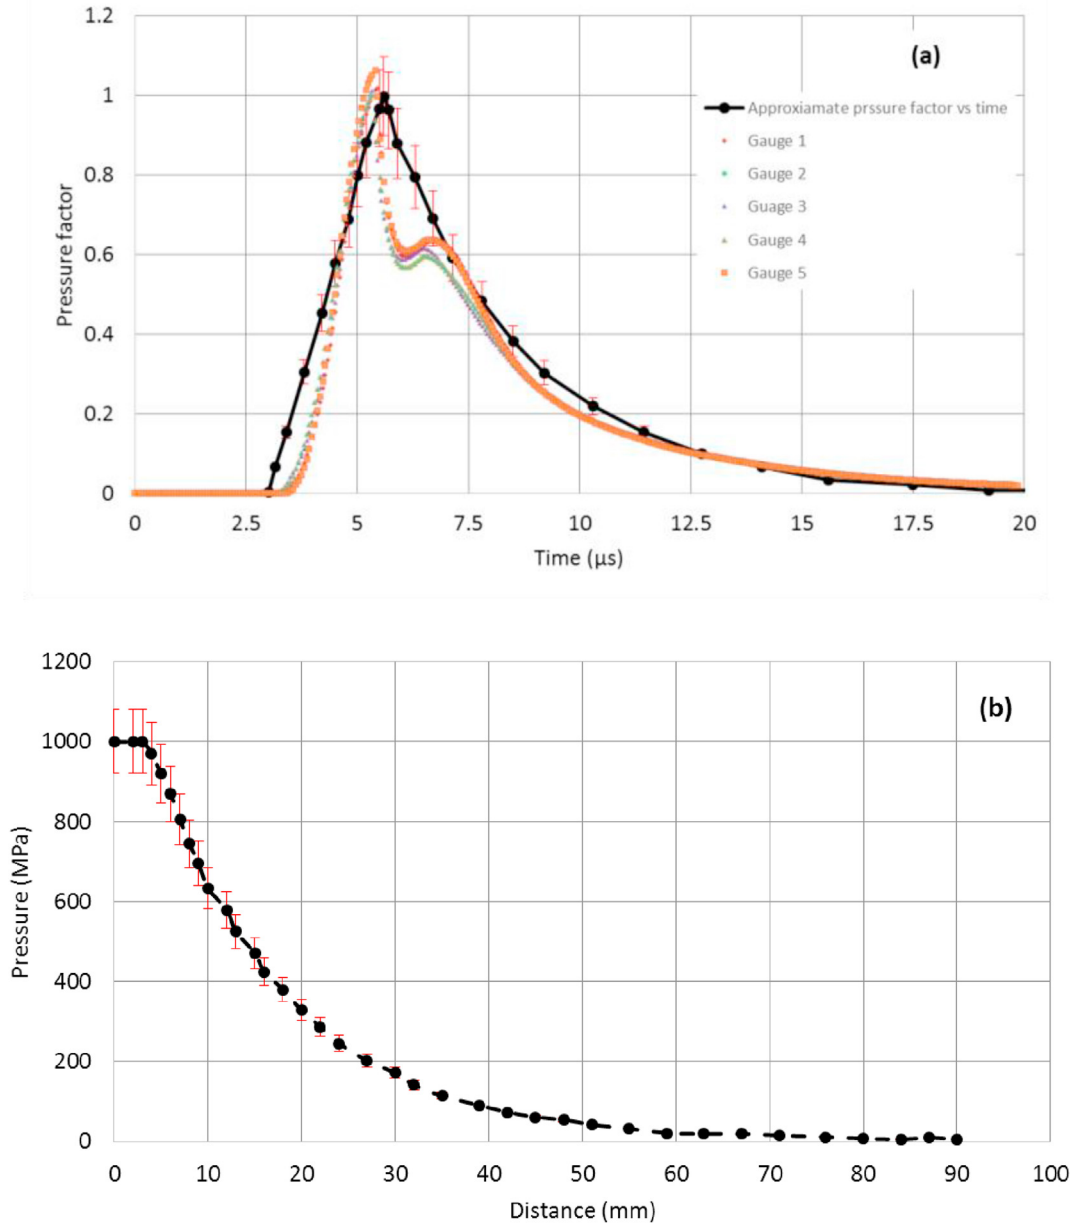 1.2
(a)
1
Approxiamate prssure factor vs time
Gauge 1
0.8
Gauge 2
Guage 3
Pressure factor
0.6
Gauge 4
Gauge 5
0.4
0.2
0
0 2.5 5 7.5 10 12.5 15 17.5 20
Time (µs)
1200
(b)
1000
800
Pressure (MPa)
600
400
200
0
0 10 20 30 40 50 60 70 80 90 100
Distance (mm)